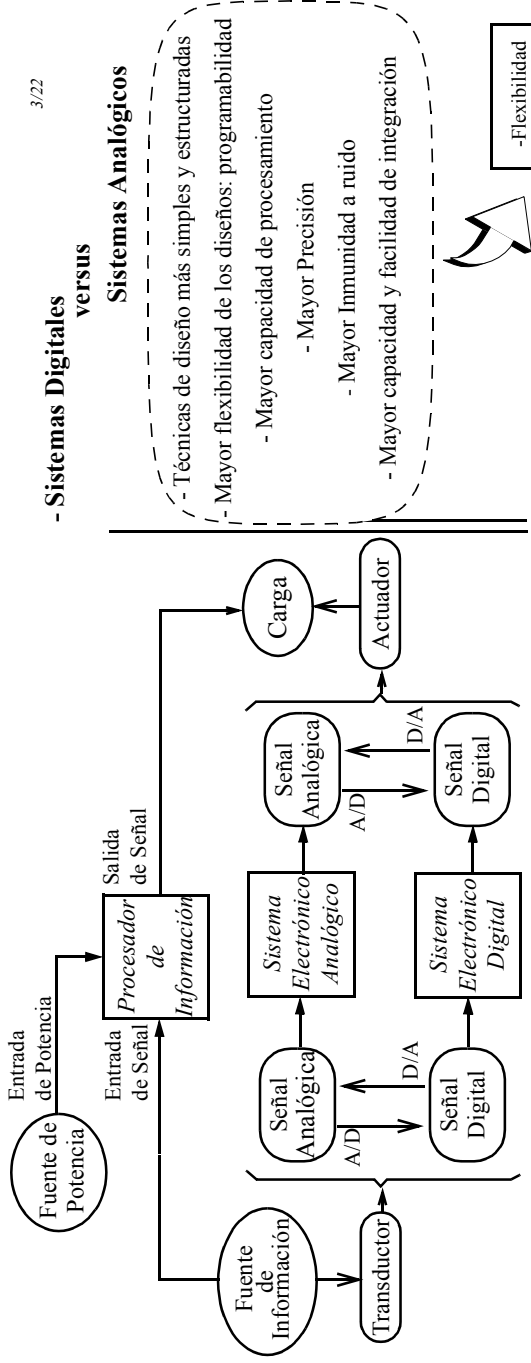 3/22
- Sistemas Digitales
versus
Sistemas Analógicos
- Técnicas de diseño más simples y estructuradas
- Mayor flexibilidad de los diseños: programabilidad
- Mayor capacidad de procesamiento
- Mayor Precisión
- Mayor Inmunidad a ruido
- Mayor capacidad y facilidad de integración
-Flexibilidad
Fuente de
Potencia
Entrada
de Potencia
Entrada
de Señal
Procesador
de
Información
Salida
de Señal
Fuente
de
Información
Transductor
Señal
Analógica
A/D
D/A
Señal
Digital
Sistema
Electrónico
Analógico
Sistema
Electrónico
Digital
Señal
Analógica
A/D
D/A
Señal
Digital
Carga
Actuador